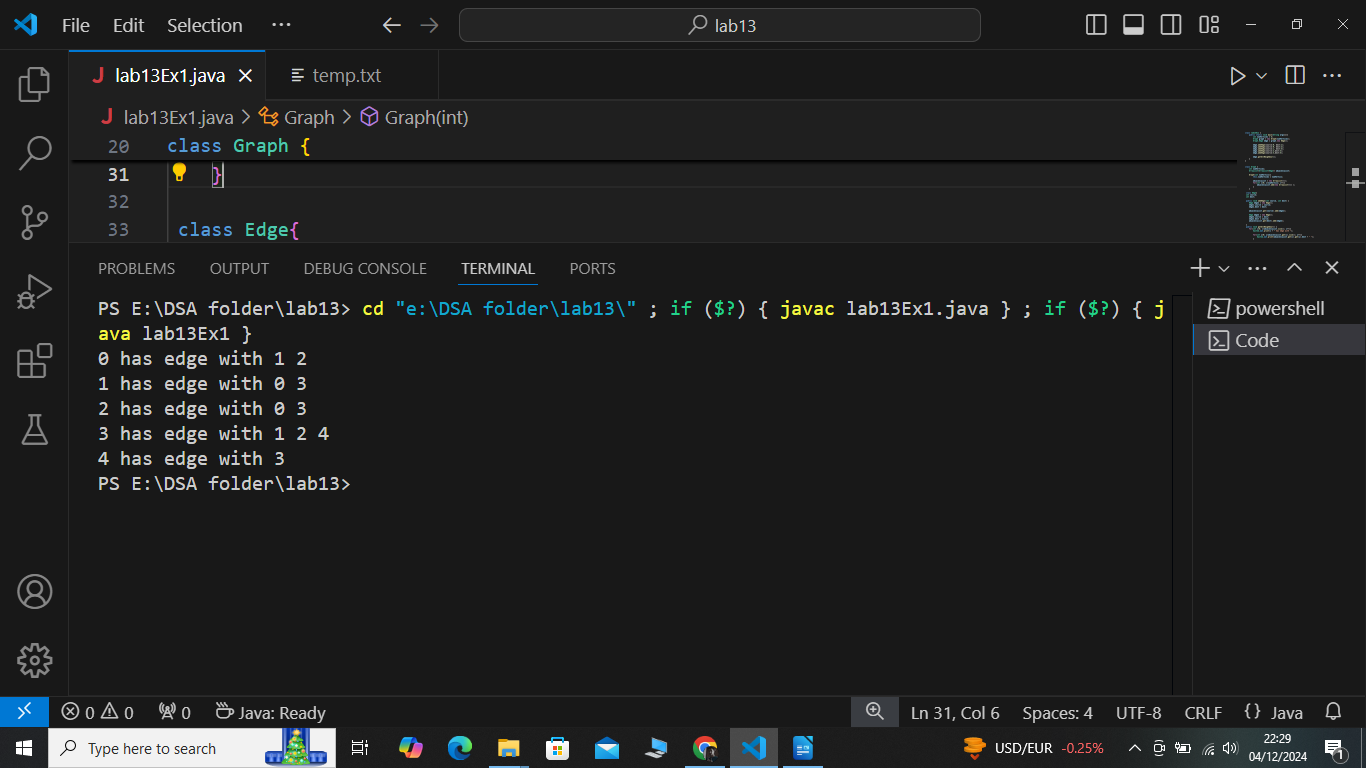 File Edit Selection ··· lab13
lab13Ex1.java temp.txt
lab13Ex1.java > Graph > Graph(int)
20 class Graph {
31 }
32
33 class Edge{
PROBLEMS OUTPUT DEBUG CONSOLE TERMINAL PORTS
PS E:\DSA folder\lab13> cd "e:\DSA folder\lab13\" ; if ($?) { javac lab13Ex1.java } ; if ($?) { j
ava lab13Ex1 }
0 has edge with 1 2
1 has edge with 0 3
2 has edge with 0 3
3 has edge with 1 2 4
4 has edge with 3
PS E:\DSA folder\lab13>
powershell
Code
0 0 0 Java: Ready Ln 31, Col 6 Spaces: 4 UTF-8 CRLF {} Java
Type here to search USD/EUR -0.25% 22:29
04/12/2024 1